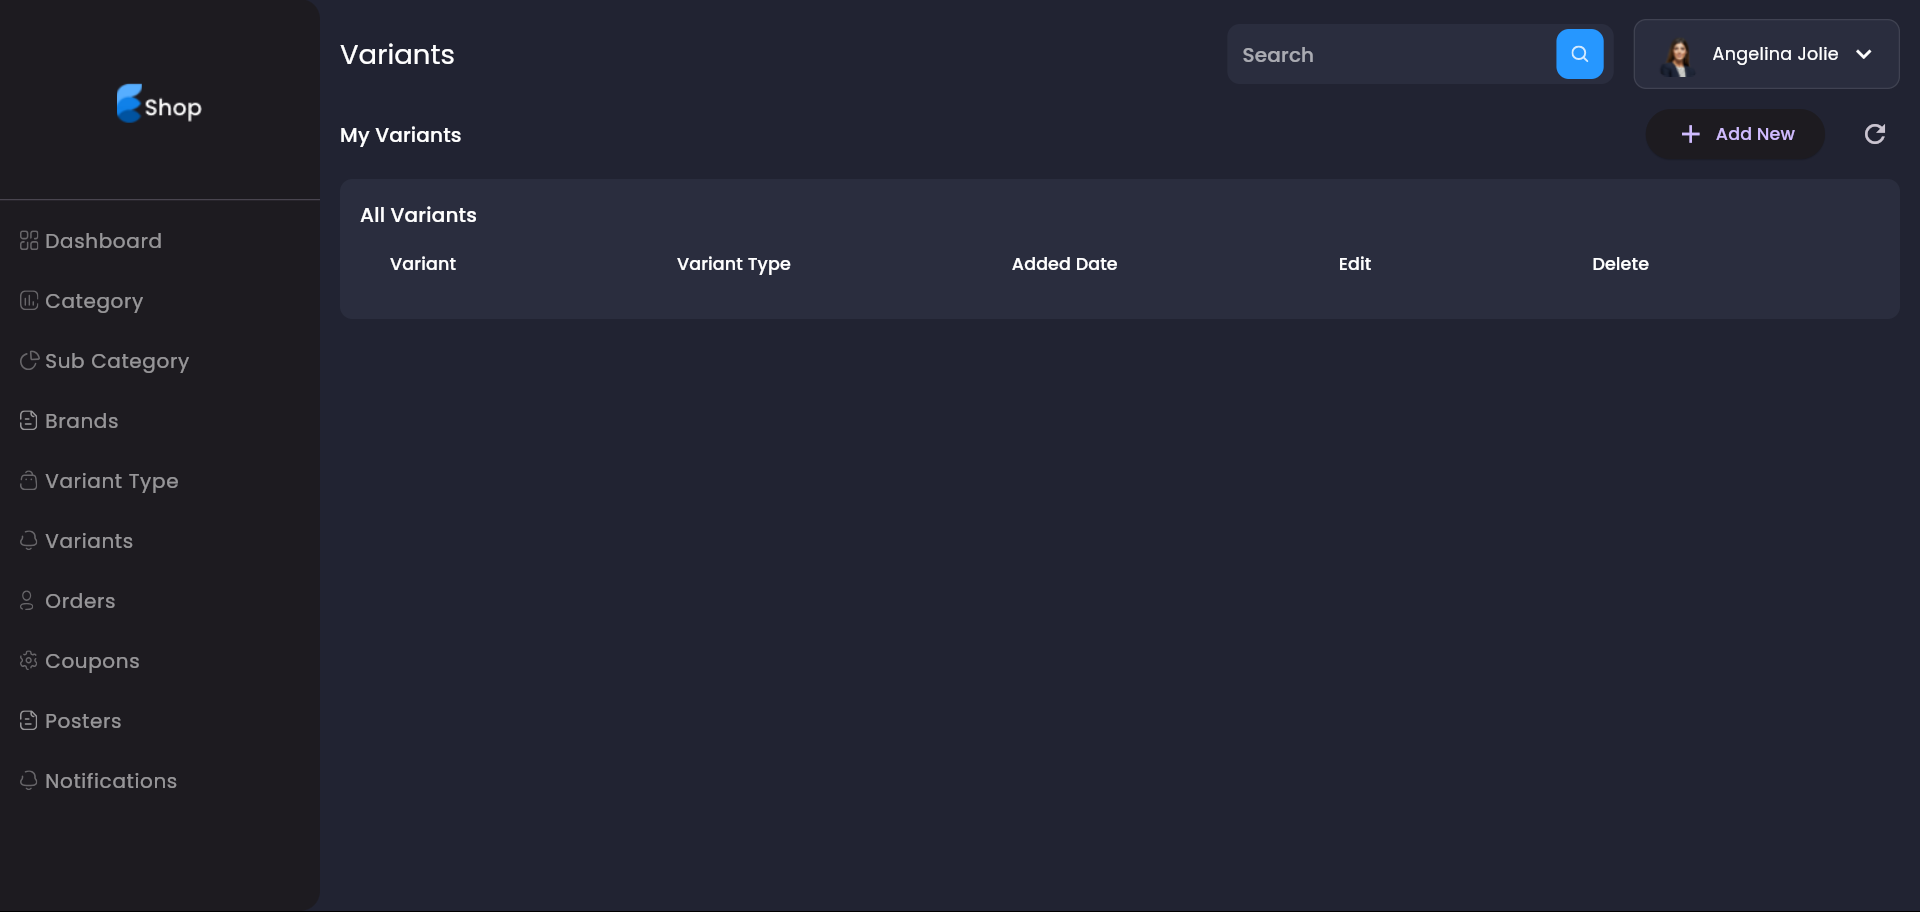 Shop
Dashboard
Category
Sub Category
Brands
Variant Type
Variants
Orders
Coupons
Posters
Notifications
Variants
Search
Angelina Jolie
My Variants
Add New
All Variants
Variant Variant Type Added Date Edit Delete